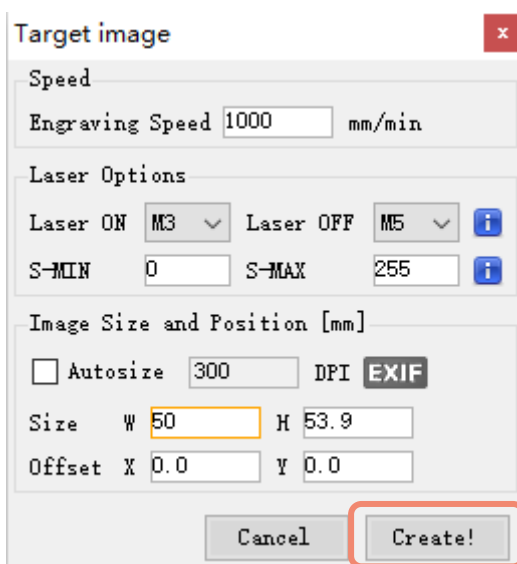 Target image
Speed
Engraving Speed 1000 mm/min
Laser Options
Laser ON M3 Laser OFF M5
S-MIN 0 S-MAX 255
Image Size and Position [mm]
Autosize 300 DPI EXIF
Size W 50 H 53.9
Offset X 0.0 Y 0.0
Cancel Create!